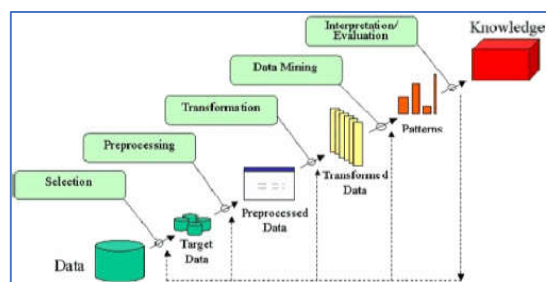 Interpretation/
Evaluation
Knowledge
Data Mining
Transformation
Patterns
Preprocessing
Transformed
Data
Selection
Preprocessed
Data
Target
Data
Data